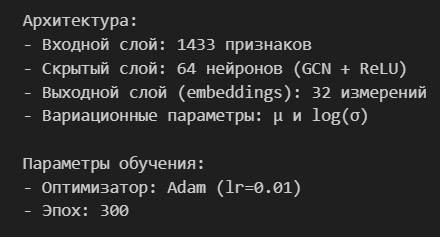 Архитектура:
- Входной слой: 1433 признаков
- Скрытый слой: 64 нейронов (GCN + ReLU)
- Выходной слой (embeddings): 32 измерений
- Вариационные параметры: μ и log(σ)
Параметры обучения:
- Оптимизатор: Adam (lr=0.01)
- Эпох: 300